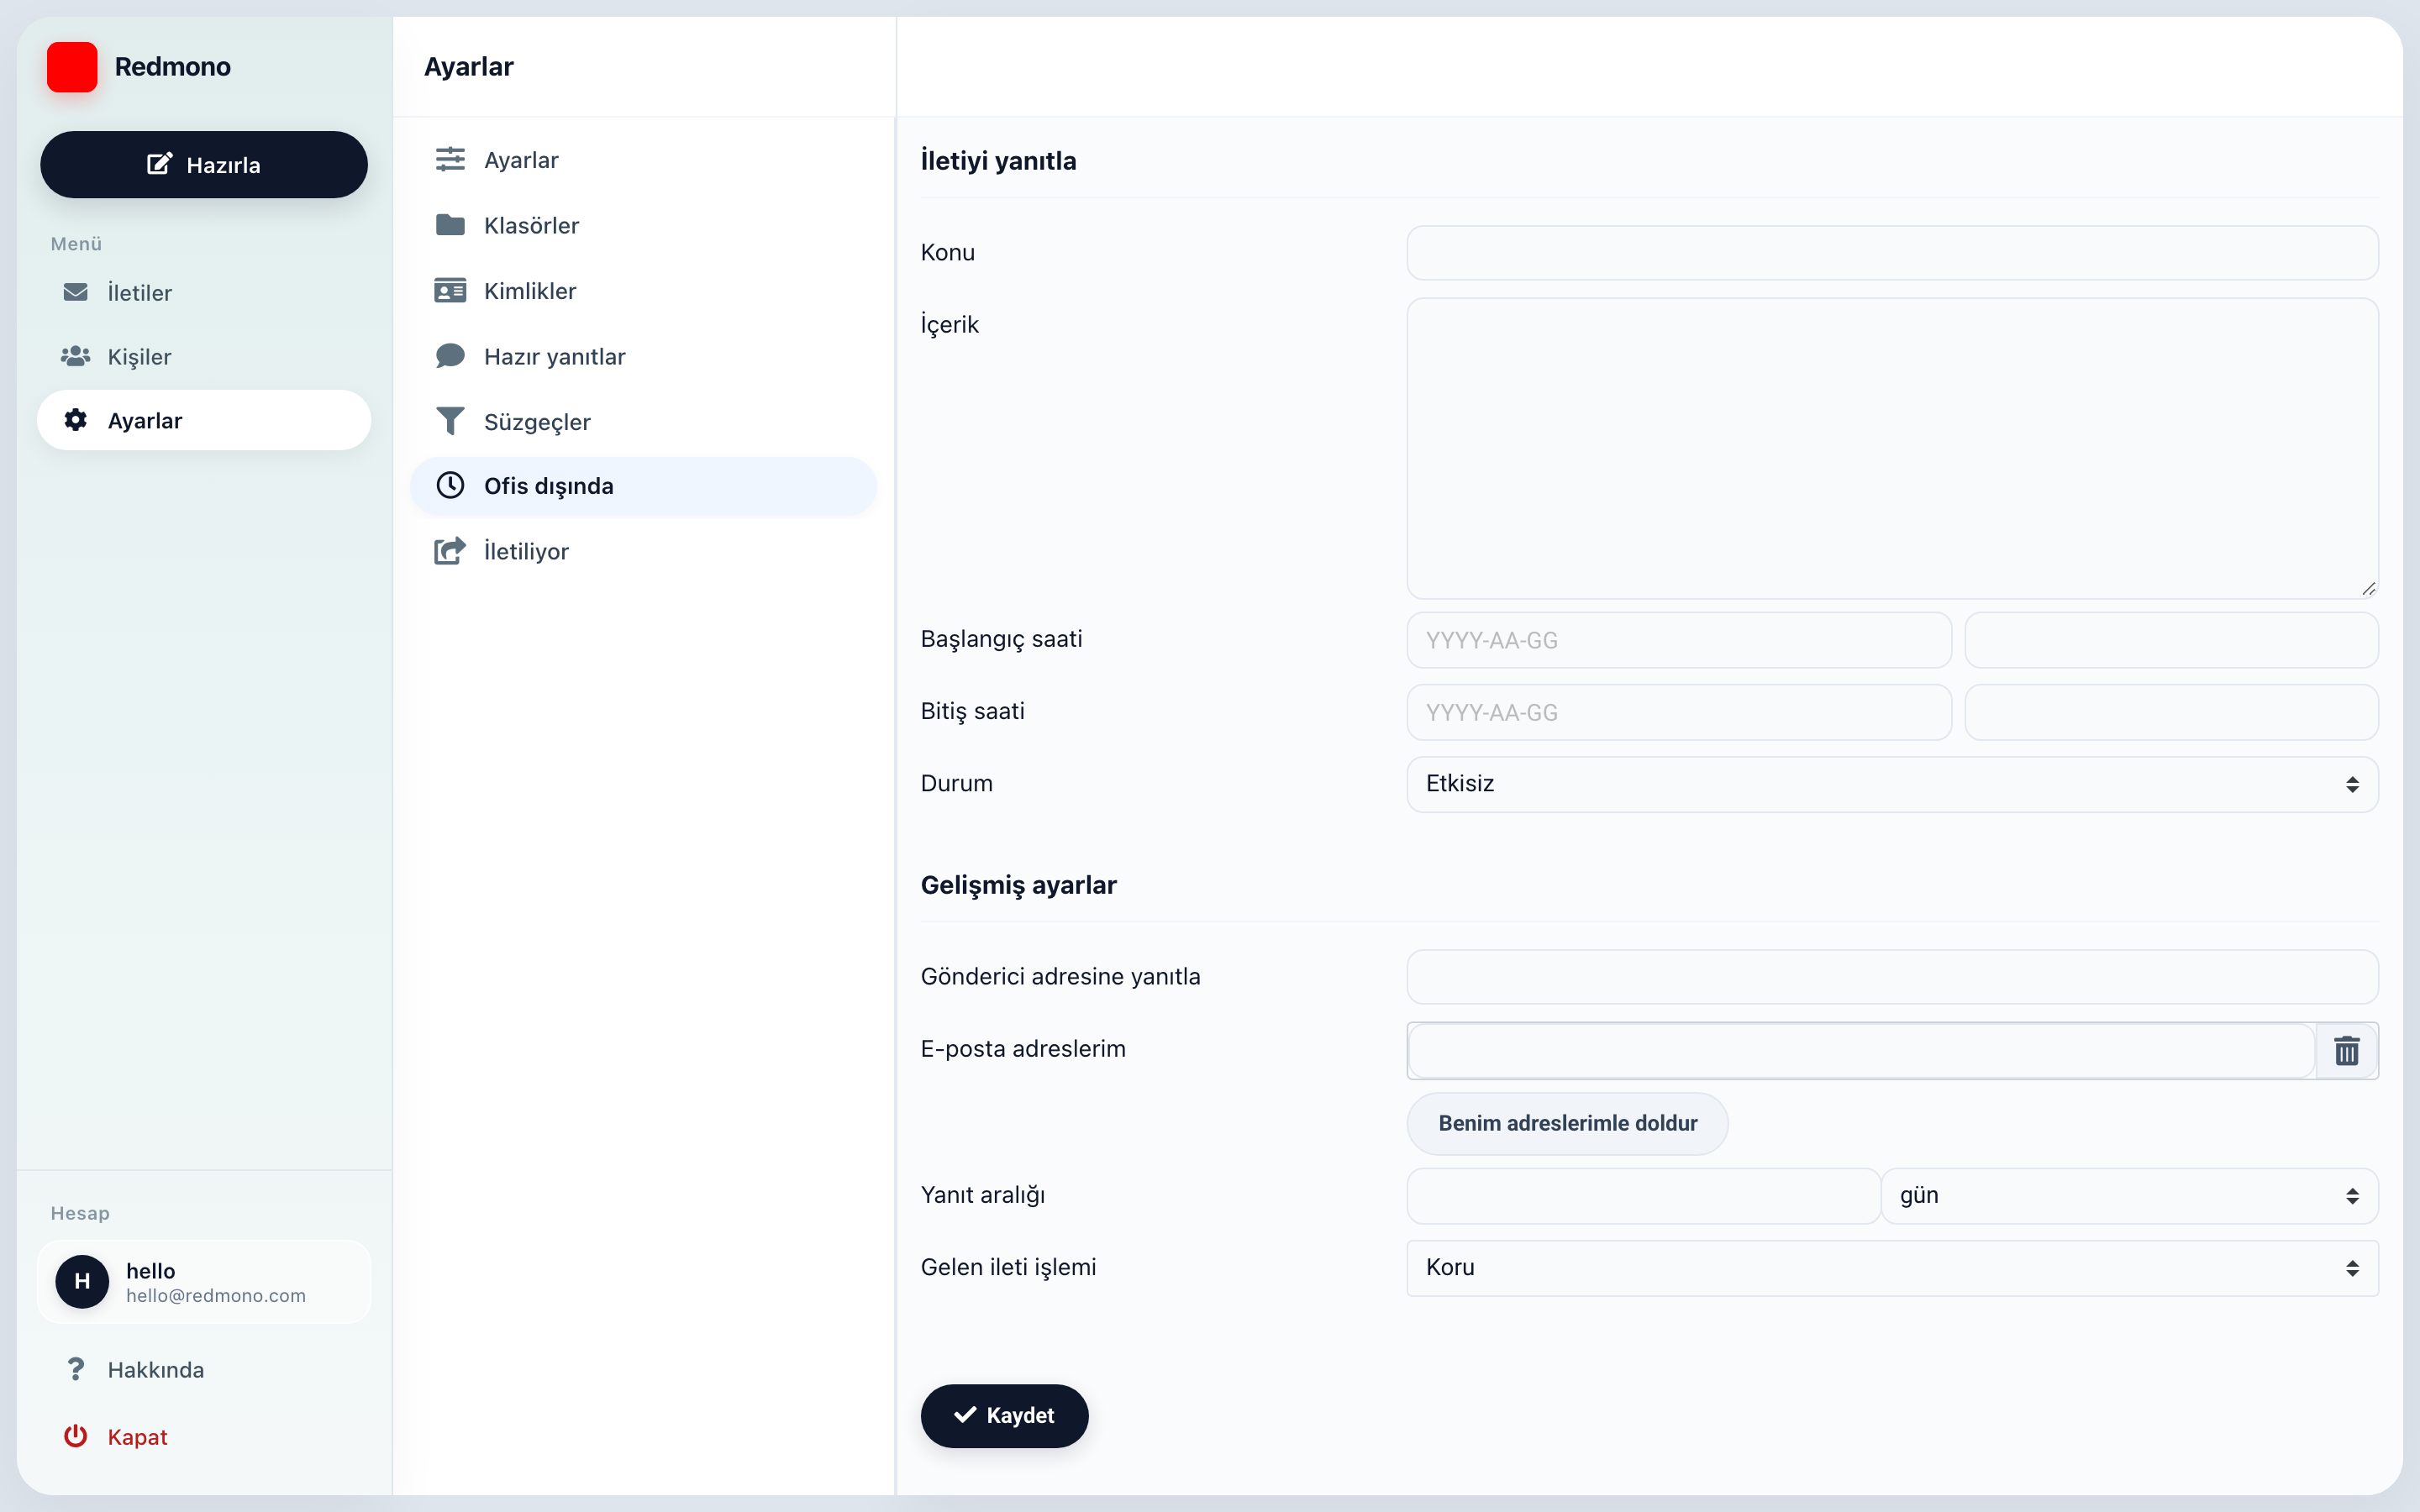 Redmono
Hazırla
Menü
İletiler
Kişiler
Ayarlar
Hesap
H
hello
hello@redmono.com
Hakkında
Kapat
Ayarlar
Ayarlar
Klasörler
Kimlikler
Hazır yanıtlar
Süzgeçler
Ofis dışında
İletiliyor
İletiyi yanıtla
Konu
İçerik
Başlangıç saati
YYYY-AA-GG
Bitiş saati
YYYY-AA-GG
Durum
Etkisiz
Gelişmiş ayarlar
Gönderici adresine yanıtla
E-posta adreslerim
Benim adreslerimle doldur
Yanıt aralığı
gün
Gelen ileti işlemi
Koru
Kaydet